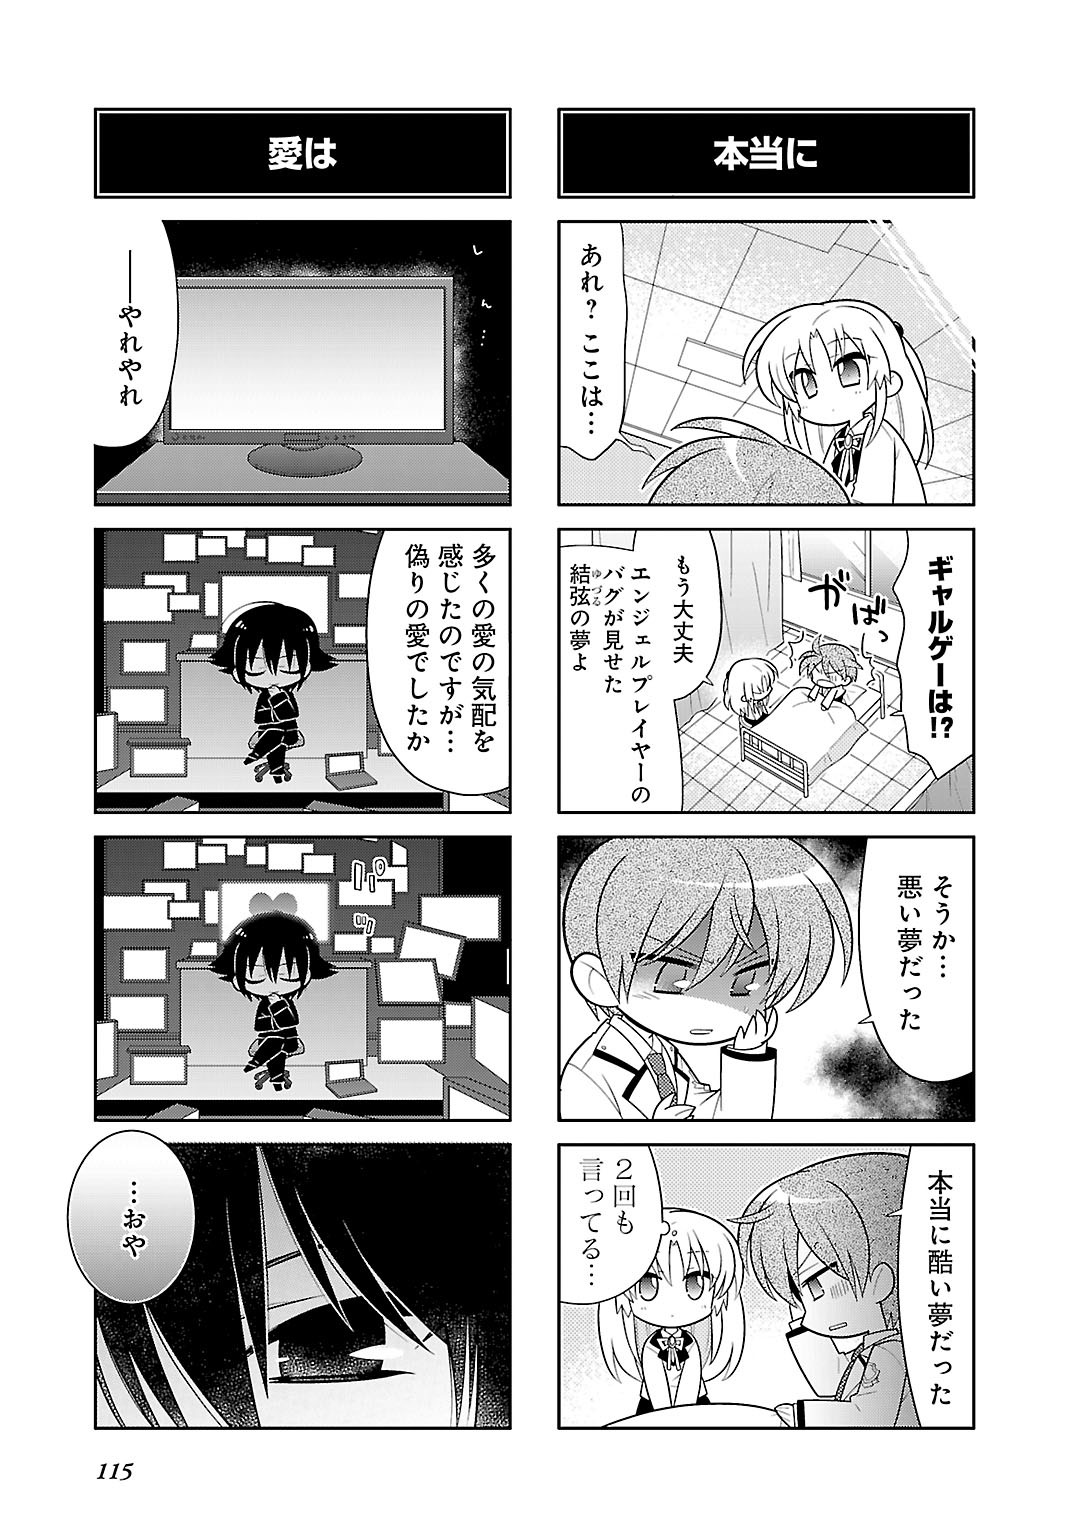 本当に
あれ？ここは…
ギャルゲーは!?
がばっ
もう大丈夫
エンジェルプレイヤーの
バグが見せた
結弦の夢よ
ゆづる
そうか…
悪い夢だった
本当に酷い夢だった
2回も
言ってる…
愛は
しーん…
――やれやれ
多くの愛の気配を
感じたのですが…
偽りの愛でしたか
…おや
115